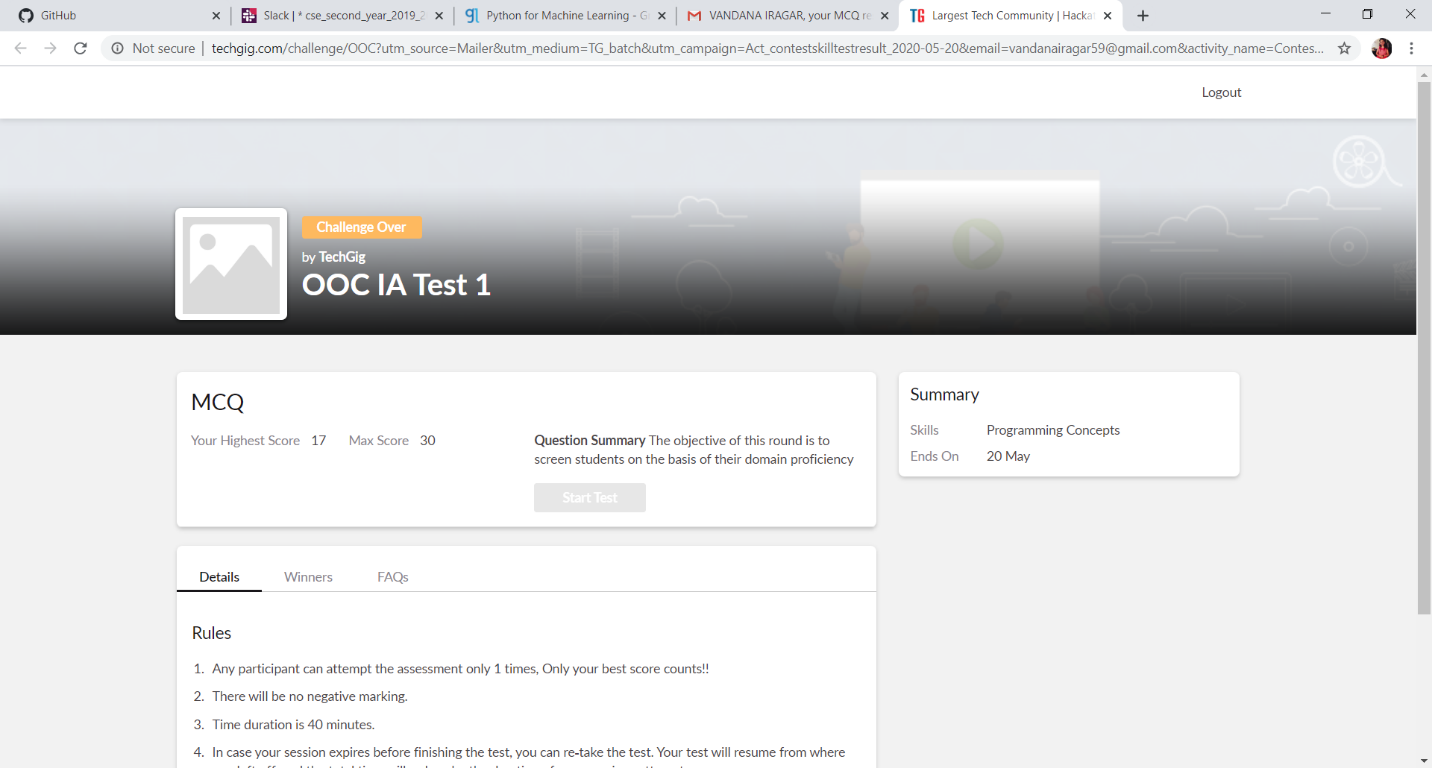 GitHub
Slack | * cse_second_year_2019_2
Python for Machine Learning - G
VANDANA IRAGAR, your MCQ re
Largest Tech Community | Hacka
Not secure | techgig.com/challenge/OOC?utm_source=Mailer&utm_medium=TG_batch&utm_campaign=Act_contestskilltestresult_2020-05-20&email=vandanairagar59@gmail.com&activity_name=Contes...
Logout
Challenge Over
by TechGig
OOC IA Test 1
MCQ
Your Highest Score 17 Max Score 30
Question Summary The objective of this round is to
screen students on the basis of their domain proficiency
Start Test
Summary
Skills Programming Concepts
Ends On 20 May
Details Winners FAQs
Rules
1. Any participant can attempt the assessment only 1 times, Only your best score counts!!
2. There will be no negative marking.
3. Time duration is 40 minutes.
4. In case your session expires before finishing the test, you can re-take the test. Your test will resume from where